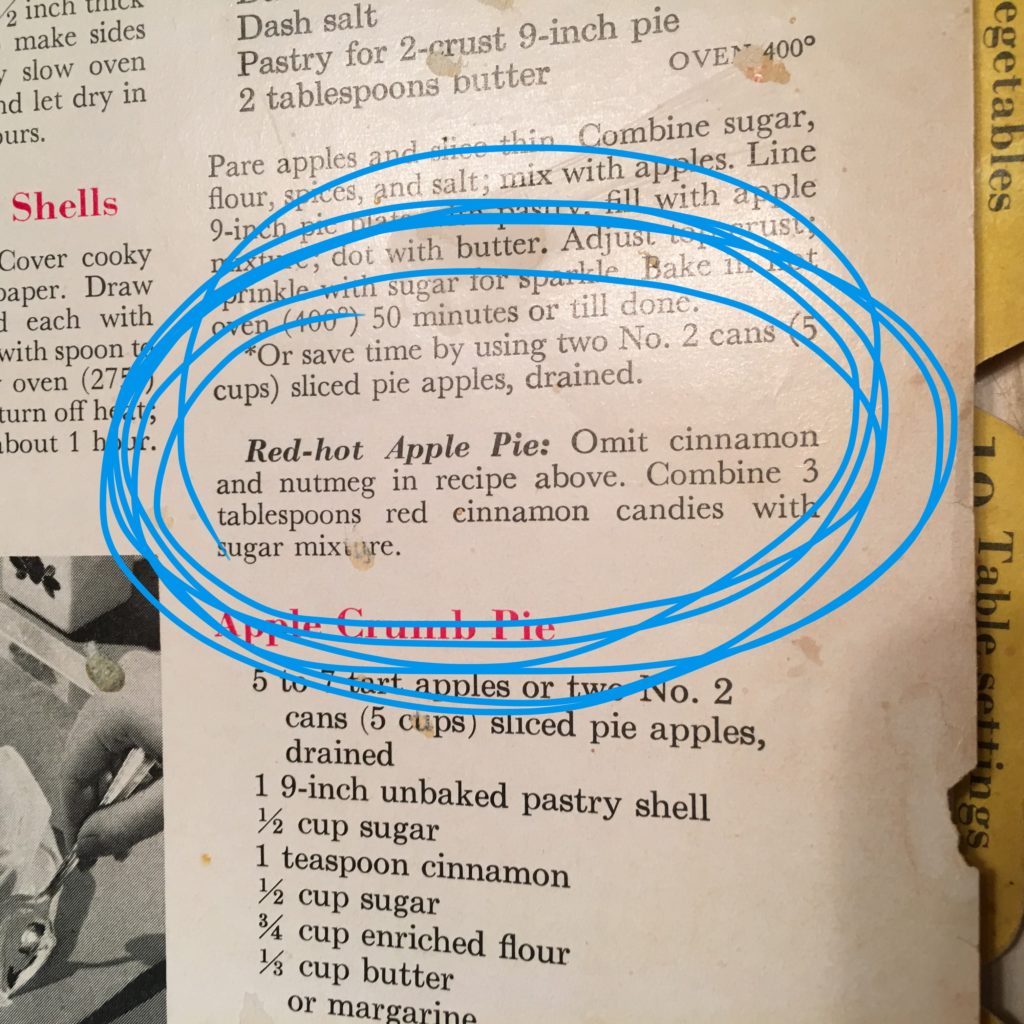 ½ inch thick
make sides
slow oven
nd let dry in
ours.
Shells
Cover cooky
paper. Draw
d each with
with spoon to
oven (275°)
turn off heat;
about 1 hour.
Dash salt
Pastry for 2-crust 9-inch pie
2 tablespoons butter
OVEN 400°
Pare apples and slice thin. Combine sugar,
flour, spices, and salt; mix with apples. Line
9-inch pie plate with pastry, fill with apple
mixture; dot with butter. Adjust top crust;
prinkle with sugar for sparkle. Bake in hot
oven (400°) 50 minutes or till done.
*Or save time by using two No. 2 cans (5
cups) sliced pie apples, drained.
Red-hot Apple Pie: Omit cinnamon
and nutmeg in recipe above. Combine 3
tablespoons red cinnamon candies with
sugar mixture.
Apple Crumb Pie
5 to 7 tart apples or two No. 2
cans (5 cups) sliced pie apples,
drained
1 9-inch unbaked pastry shell
½ cup sugar
1 teaspoon cinnamon
½ cup sugar
¾ cup enriched flour
⅓ cup butter
or margarine
egetables
10 Table settings